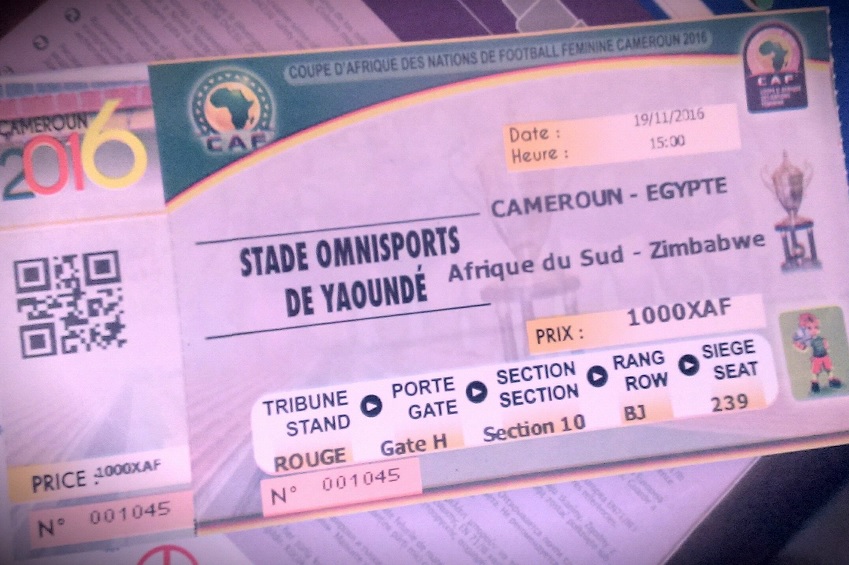 COUPE D'AFRIQUE DES NATIONS DE FOOTBALL FEMININE CAMEROUN 2016
CAF
CAF
CAMEROUN
2016
Date : 19/11/2016
Heure : 15:00
CAMEROUN - EGYPTE
STADE OMNISPORTS
DE YAOUNDÉ
Afrique du Sud - Zimbabwe
PRIX : 1000XAF
TRIBUNE PORTE SECTION RANG SIEGE
STAND GATE SECTION ROW SEAT
ROUGE Gate H Section 10 BJ 239
PRICE : 1000XAF
N° 001045
N° 001045